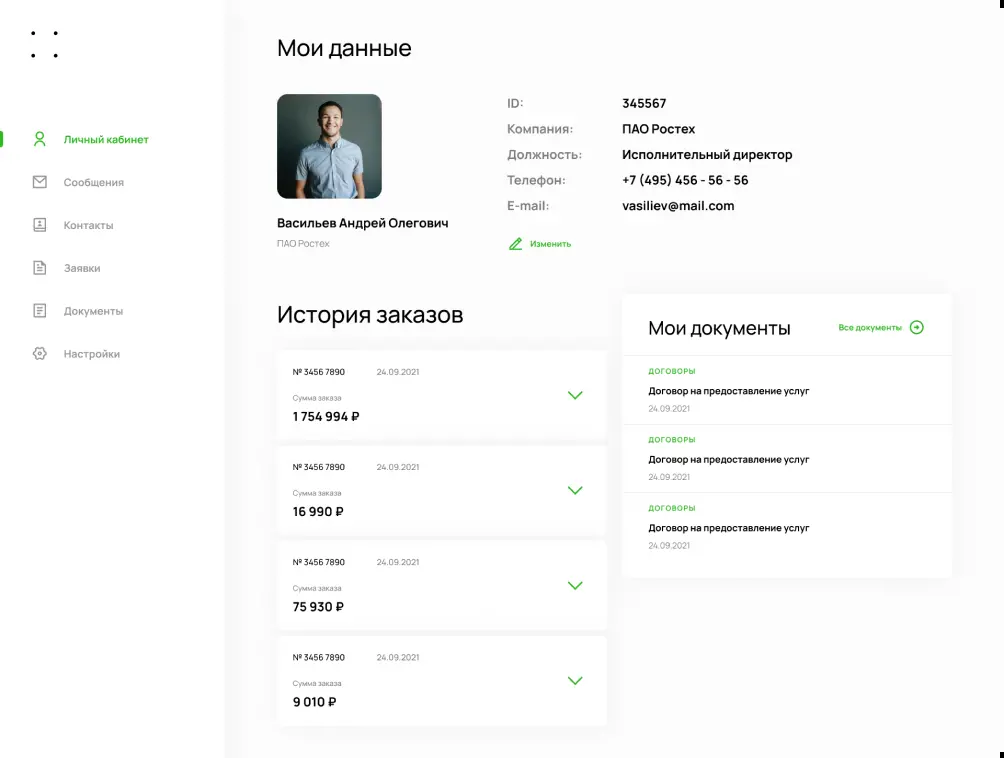 Личный кабинет
Сообщения
Контакты
Заявки
Документы
Настройки
Мои данные
Васильев Андрей Олегович
ПАО Ростех
ID: 345567
Компания: ПАО Ростех
Должность: Исполнительный директор
Телефон: +7 (495) 456 - 56 - 56
E-mail: vasiliev@mail.com
Изменить
История заказов
№ 3456 7890 24.09.2021
Сумма заказа
1 754 994 ₽
№ 3456 7890 24.09.2021
Сумма заказа
16 990 ₽
№ 3456 7890 24.09.2021
Сумма заказа
75 930 ₽
№ 3456 7890 24.09.2021
Сумма заказа
9 010 ₽
Мои документы Все документы
ДОГОВОРЫ
Договор на предоставление услуг
24.09.2021
ДОГОВОРЫ
Договор на предоставление услуг
24.09.2021
ДОГОВОРЫ
Договор на предоставление услуг
24.09.2021